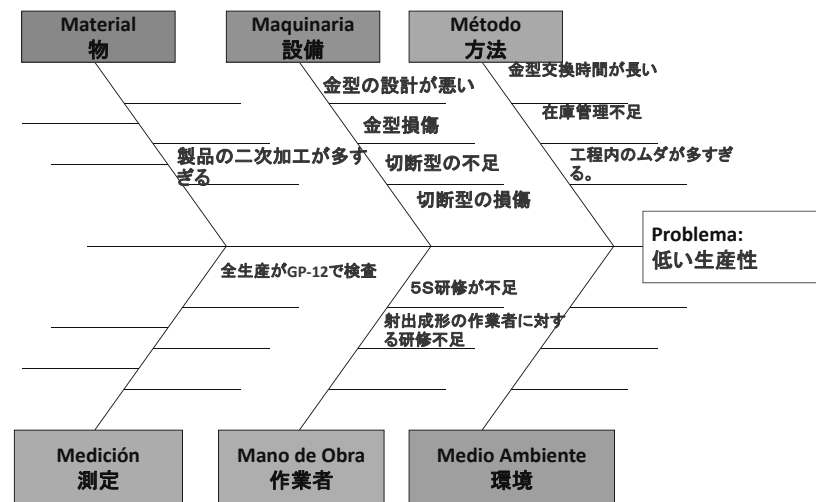 Material
物
Maquinaria
設備
Método
方法
金型交換時間が長い
金型の設計が悪い
在庫管理不足
金型損傷
製品の二次加工が多す
ぎる
切断型の不足
工程内のムダが多すぎ
る。
切断型の損傷
Problema:
低い生産性
全生産がGP-12で検査
5S研修が不足
射出成形の作業者に対す
る研修不足
Medición
測定
Mano de Obra
作業者
Medio Ambiente
環境